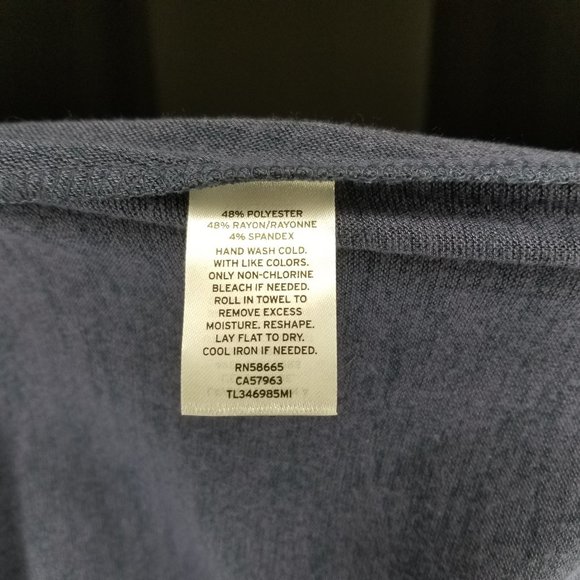 48% POLYESTER
48% RAYON/RAYONNE
4% SPANDEX
HAND WASH COLD.
WITH LIKE COLORS.
ONLY NON-CHLORINE
BLEACH IF NEEDED.
ROLL IN TOWEL TO
REMOVE EXCESS
MOISTURE. RESHAPE.
LAY FLAT TO DRY.
COOL IRON IF NEEDED.
RN58665
CA57963
TL346985MI